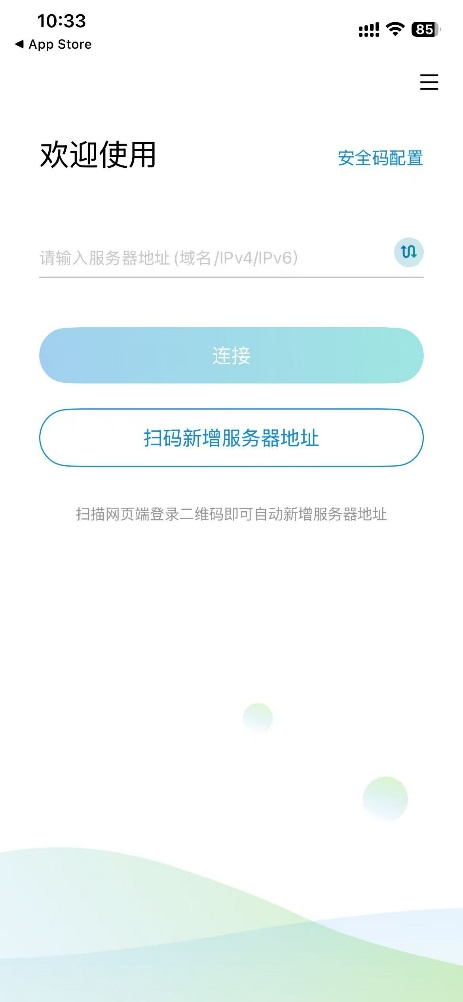 10:33
85
◀ App Store
欢迎使用
安全码配置
请输入服务器地址 (域名/IPv4/IPv6)
连接
扫码新增服务器地址
扫描网页端登录二维码即可自动新增服务器地址